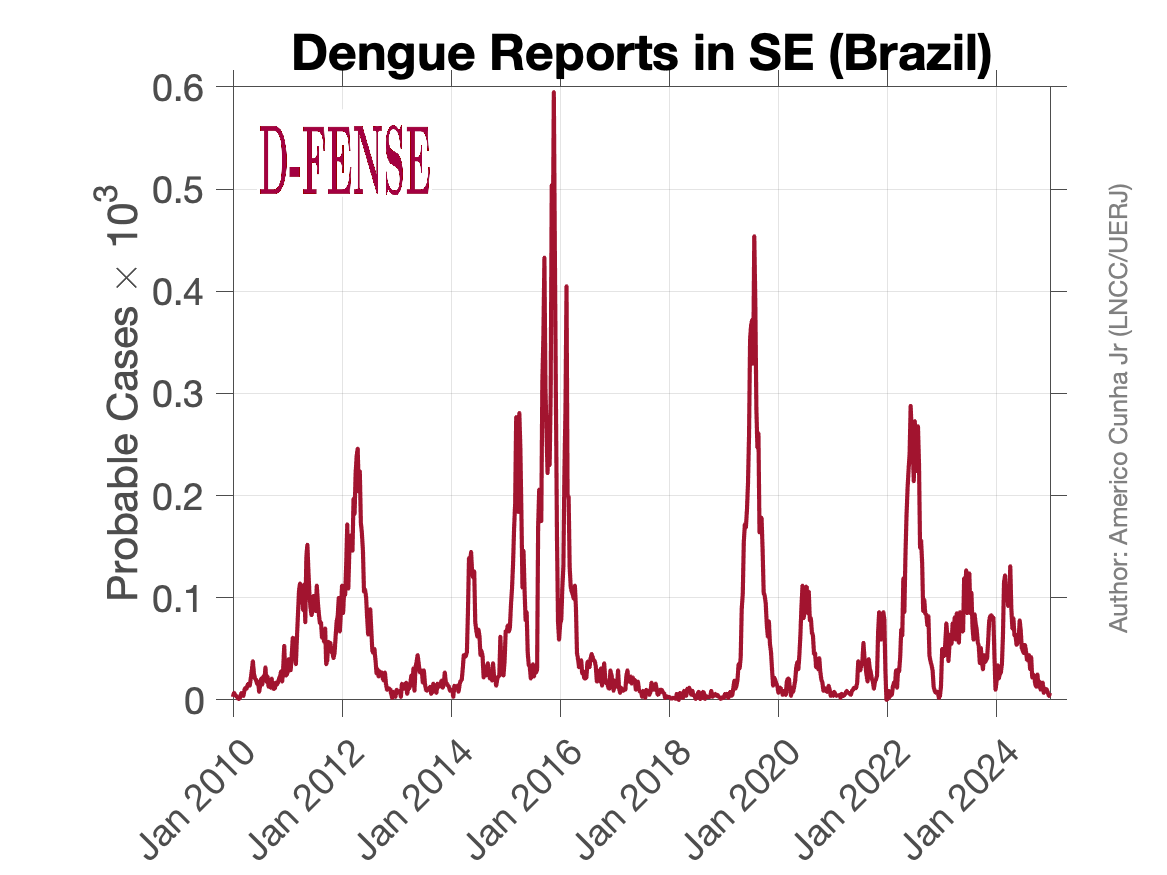 Dengue Reports in SE (Brazil)
D-FENSE
Probable Cases × 10³
0.6
0.5
0.4
0.3
0.2
0.1
0
Jan 2010
Jan 2012
Jan 2014
Jan 2016
Jan 2018
Jan 2020
Jan 2022
Jan 2024
Author: Americo Cunha Jr (LNCC/UERJ)